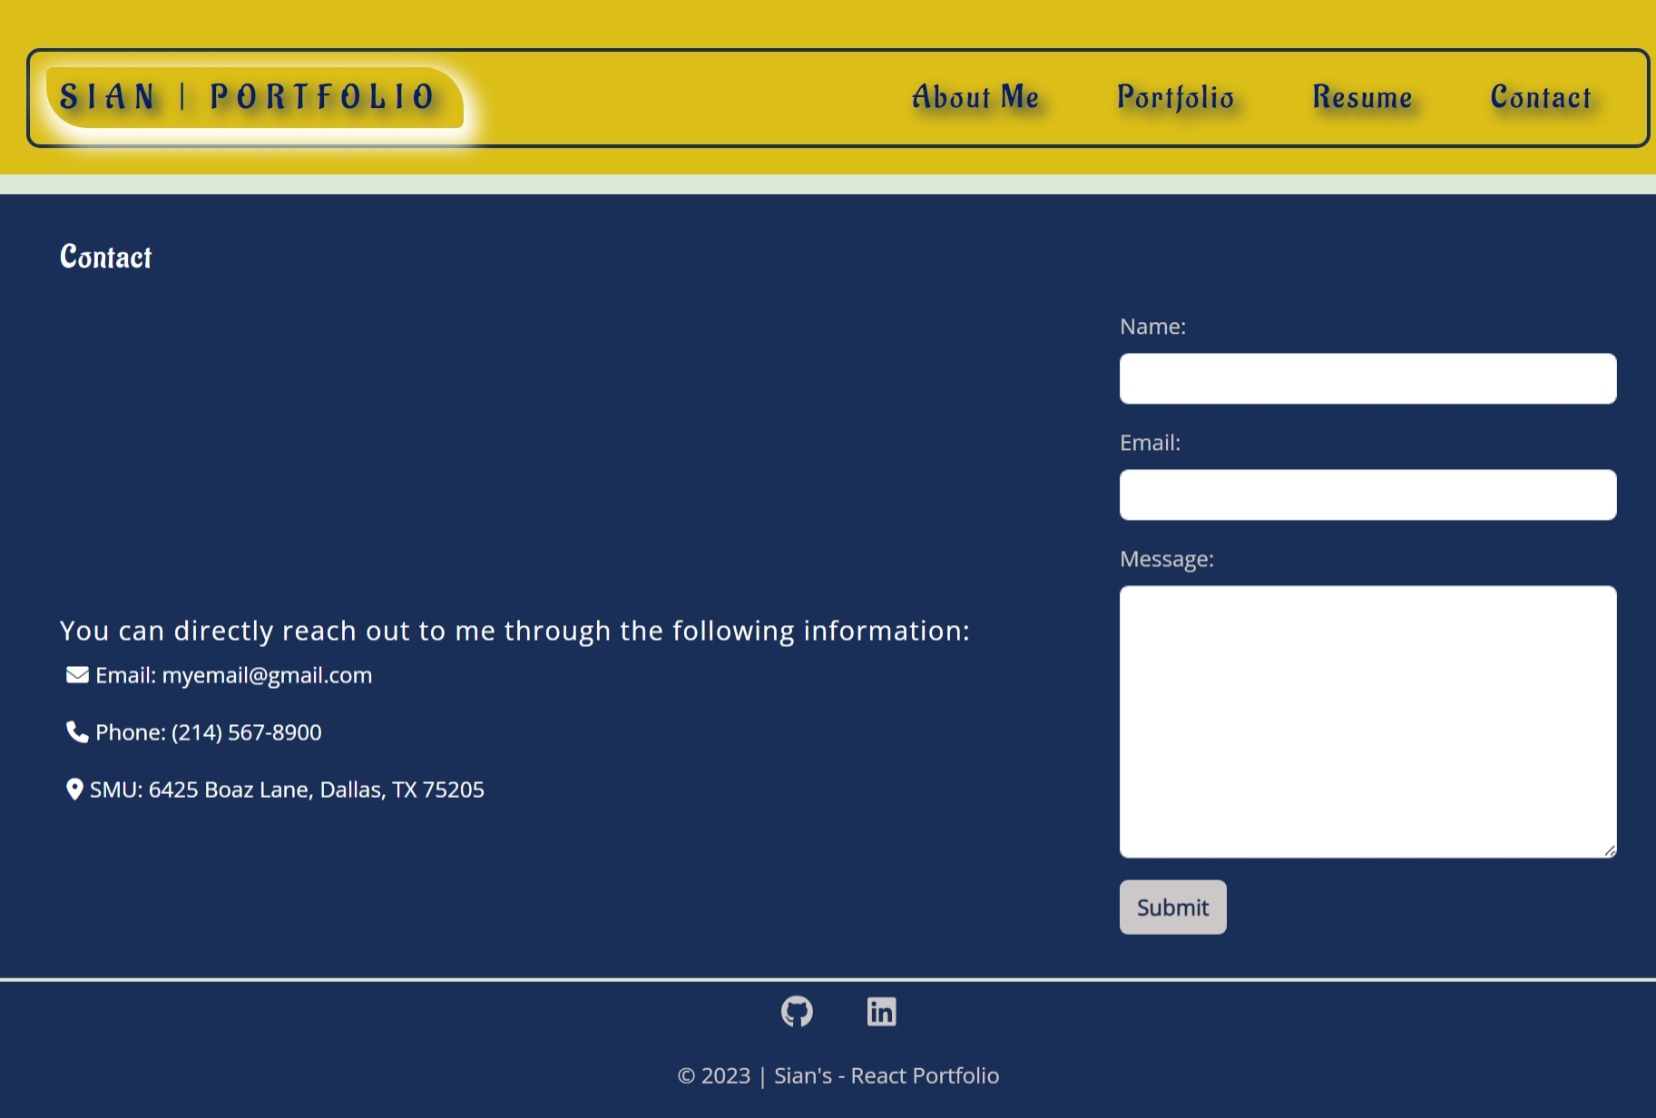 SIAN | PORTFOLIO
About Me
Portfolio
Resume
Contact
Contact
Name:
Email:
Message:
You can directly reach out to me through the following information:
Email: myemail@gmail.com
Phone: (214) 567-8900
SMU: 6425 Boaz Lane, Dallas, TX 75205
Submit
in
© 2023 | Sian's - React Portfolio